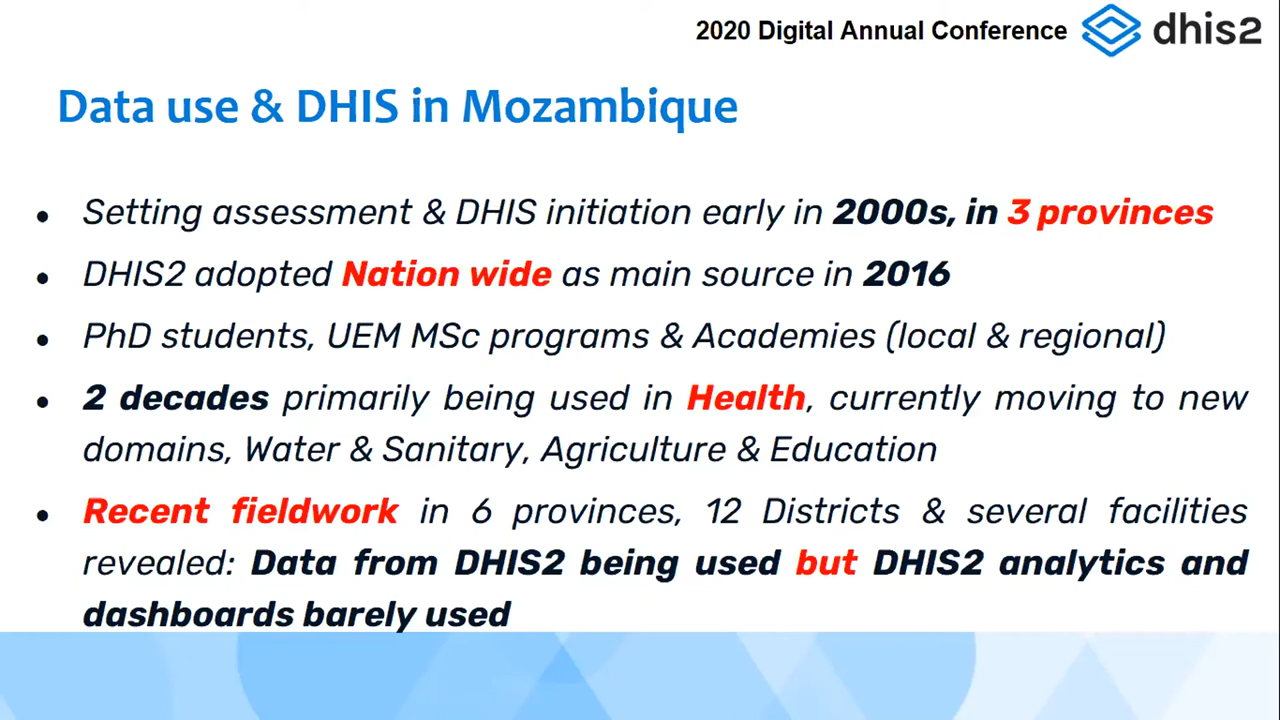 2020 Digital Annual Conference dhis2
Data use & DHIS in Mozambique
• Setting assessment & DHIS initiation early in 2000s, in 3 provinces
• DHIS2 adopted Nation wide as main source in 2016
• PhD students, UEM MSc programs & Academies (local & regional)
• 2 decades primarily being used in Health, currently moving to new
domains, Water & Sanitary, Agriculture & Education
• Recent fieldwork in 6 provinces, 12 Districts & several facilities
revealed: Data from DHIS2 being used but DHIS2 analytics and
dashboards barely used